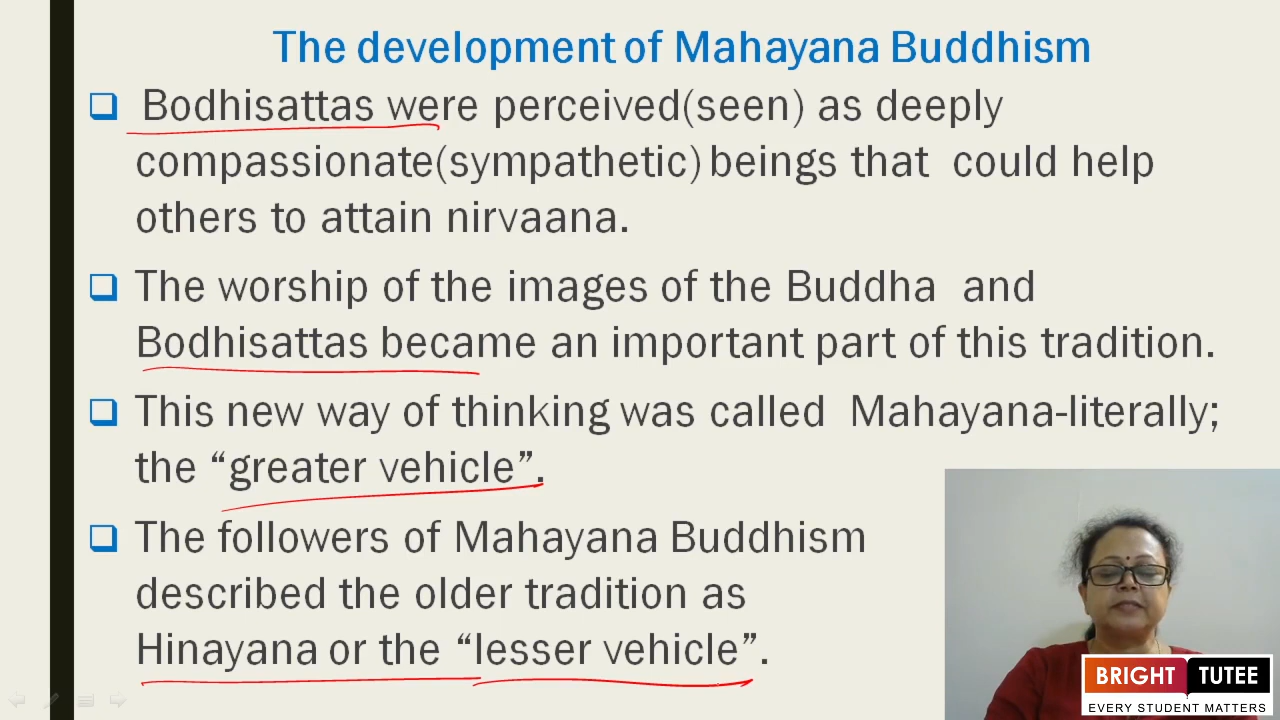 The development of Mahayana Buddhism
Bodhisattas were perceived(seen) as deeply
compassionate(sympathetic) beings that could help
others to attain nirvaana.
The worship of the images of the Buddha and
Bodhisattas became an important part of this tradition.
This new way of thinking was called Mahayana-literally;
the “greater vehicle”.
The followers of Mahayana Buddhism
described the older tradition as
Hinayana or the “lesser vehicle”.
BRIGHT TUTEE
EVERY STUDENT MATTERS